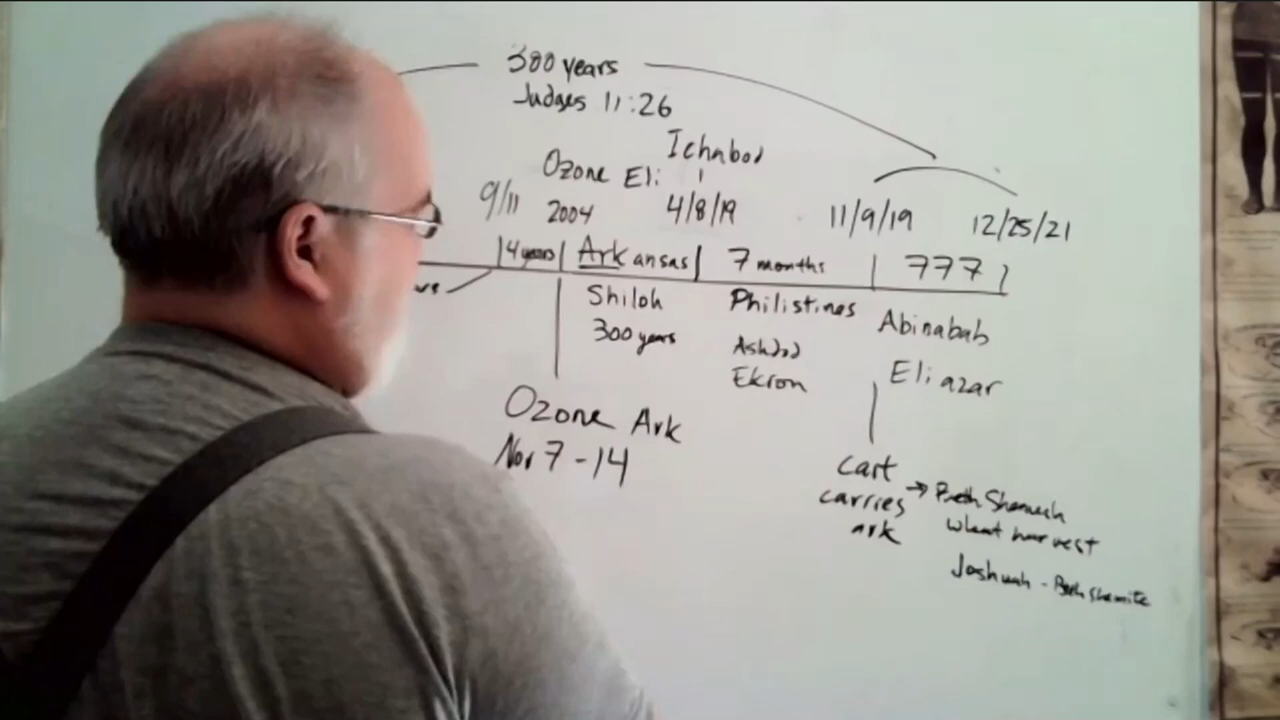 300 years
Judges 11:26
Ichabod
Ozone Eli
9/11 2004 4/8/19 11/9/19 12/25/21
4 years Arkansas 7 months 777
Shiloh Philistines Abinabab
300 years Ashdod
Ekron Eliazar
Ozone Ark
Nov 7-14
Cart
carries → Beth Shemesh
ark wheat harvest
Joshuah - Beth Shemite